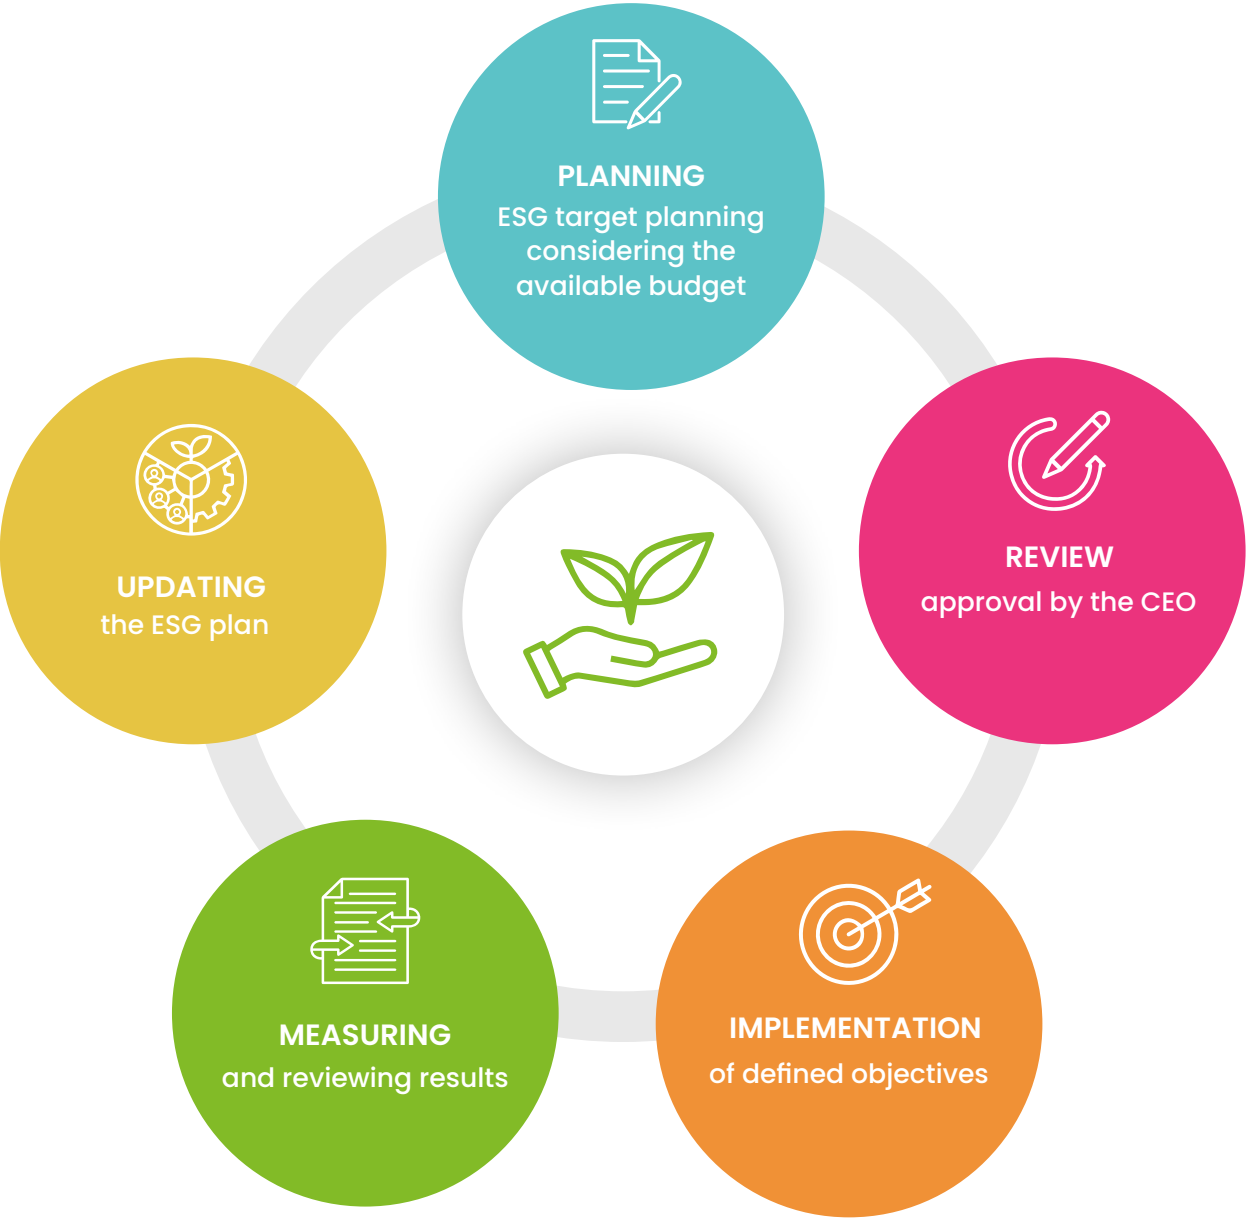 PLANNING
ESG target planning
considering the
available budget
REVIEW
approval by the CEO
IMPLEMENTATION
of defined objectives
MEASURING
and reviewing results
UPDATING
the ESG plan